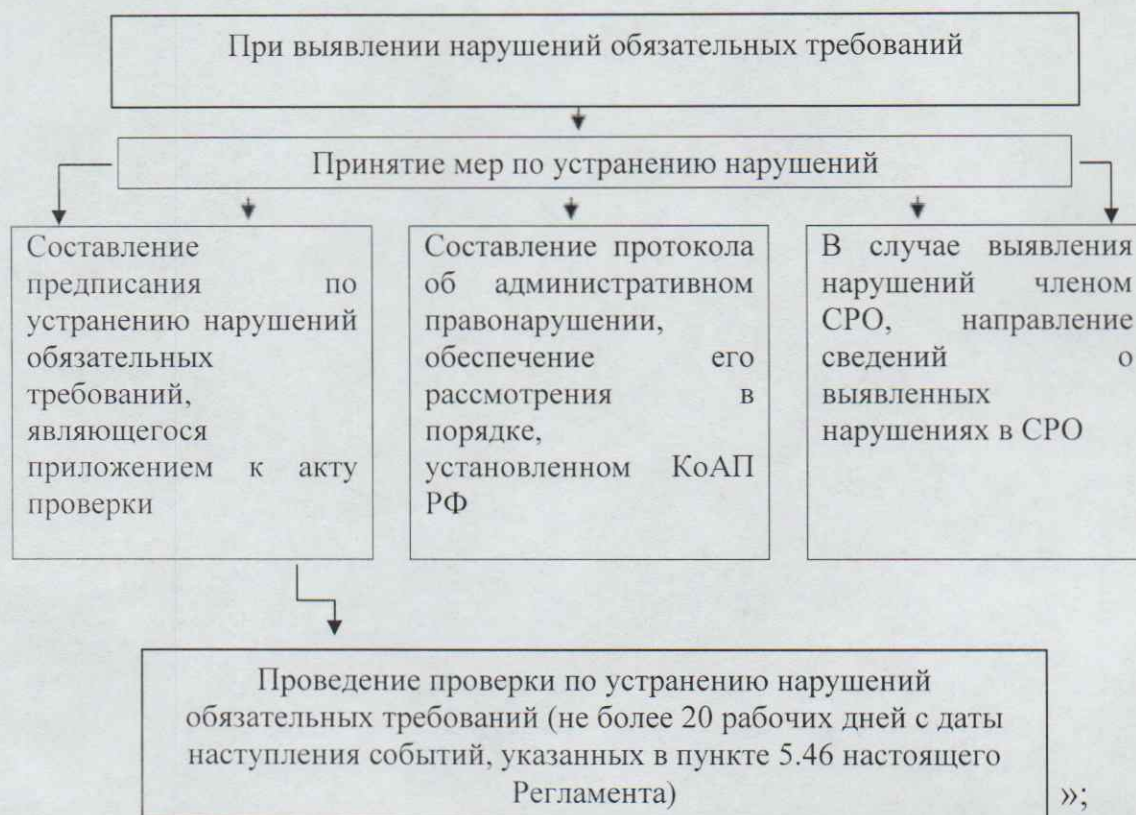 При выявлении нарушений обязательных требований
Принятие мер по устранению нарушений
Составление
предписания по
устранению нарушений
обязательных
требований,
являющегося
приложением к акту
проверки
Составление протокола
об административном
правонарушении,
обеспечение его
рассмотрения в
порядке,
установленном КоАП
РФ
В случае выявления
нарушений членом
СРО, направление
сведений о
выявленных
нарушениях в СРО
Проведение проверки по устранению нарушений
обязательных требований (не более 20 рабочих дней с даты
наступления событий, указанных в пункте 5.46 настоящего
Регламента)
»;